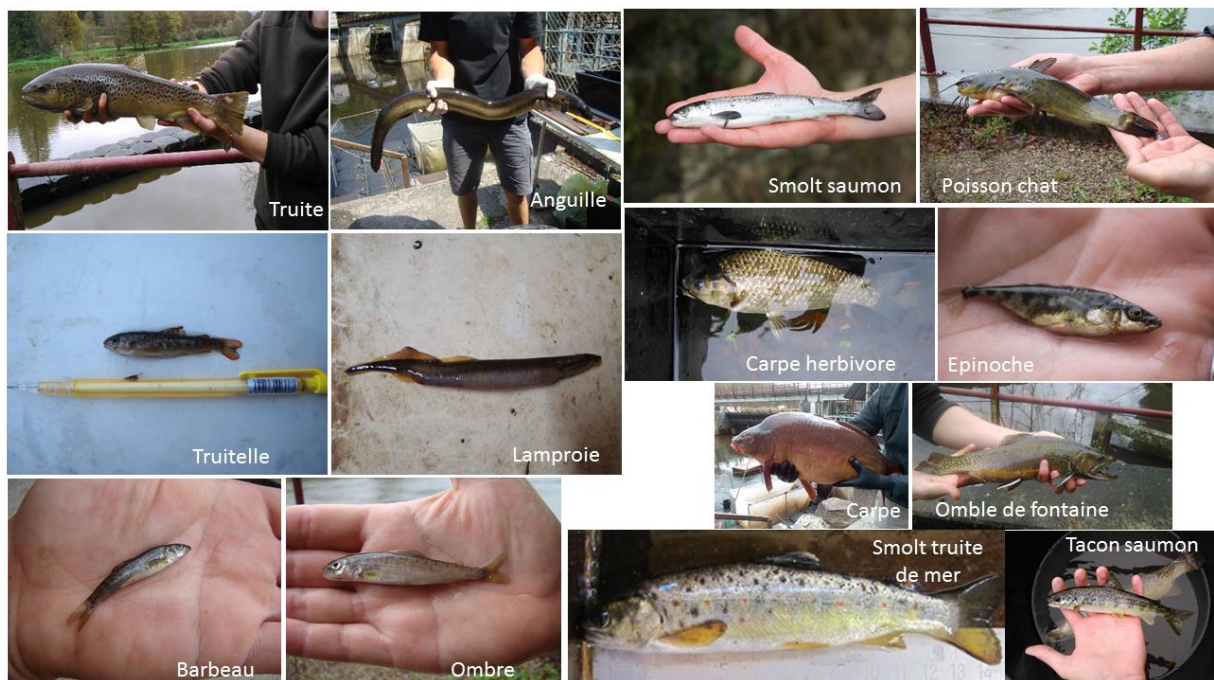 Truite
Anguille
Smolt saumon
Poisson chat
Truitelle
Lamproie
Carpe herbivore
Epinoche
Carpe
Omble de fontaine
Barbeau
Ombre
Smolt truite
de mer
Tacon saumon